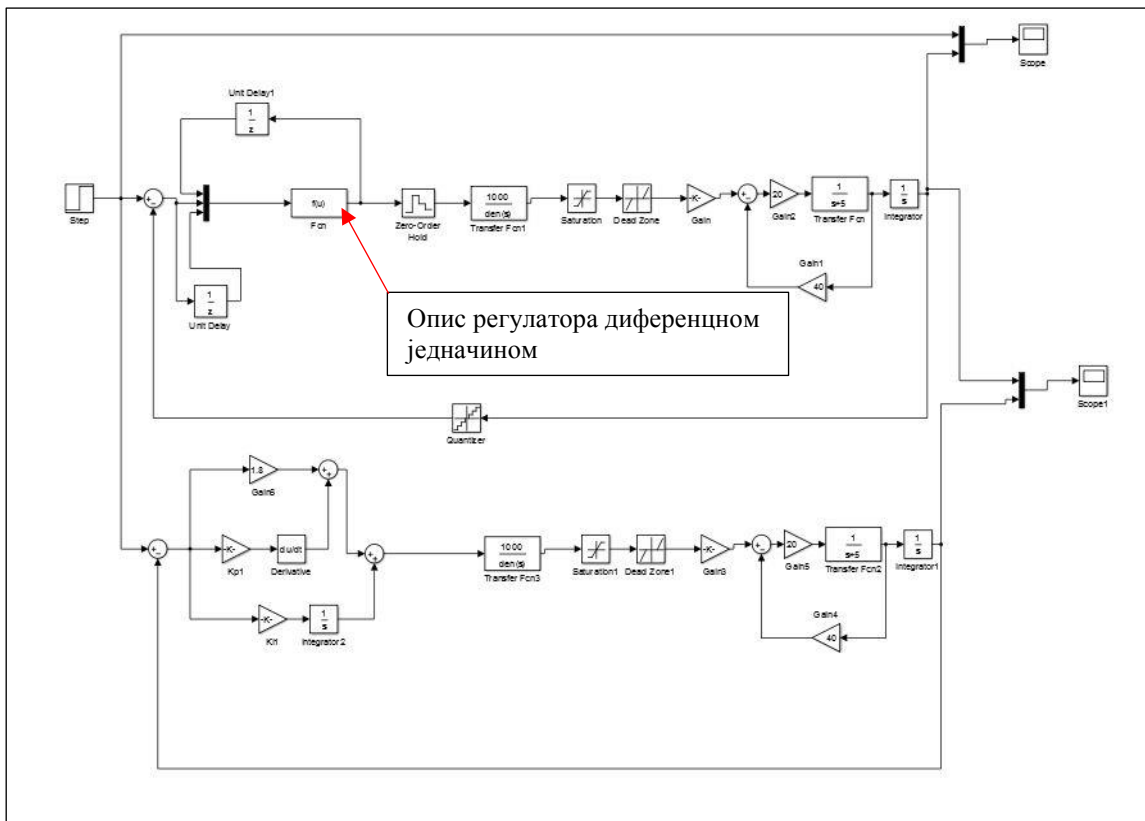 Scope
Unit Delay1
1
z
Step
f(u)
Fcn
Zero-Order
Hold
1000
den(s)
Transfer Fcn1
Saturation
Dead Zone
-K-
Gain
20
Gain2
1
s+5
Transfer Fcn
1
s
Integrator
Gain1
40
1
z
Unit Delay
Опис регулатора диференцном
једначином
Scope1
Quantizer
1.8
Gain6
-K-
Kp1
du/dt
Derivative
-K-
Ki1
1
s
Integrator2
1000
den(s)
Transfer Fcn3
Saturation1
Dead Zone1
-K-
Gain3
20
Gain5
1
s+5
Transfer Fcn2
1
s
Integrator1
Gain4
40